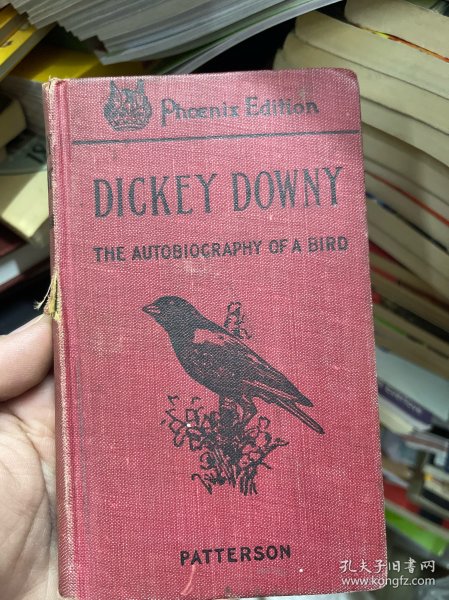 Phoenix Edition
DICKEY DOWNY
THE AUTOBIOGRAPHY OF A BIRD
PATTERSON
孔夫子旧书网
www.kongfz.com